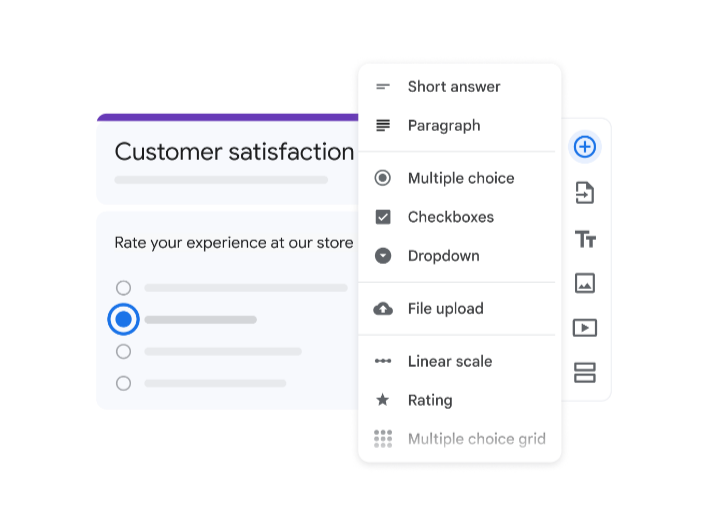 Customer satisfaction
Rate your experience at our store
Short answer
Paragraph
Multiple choice
Checkboxes
Dropdown
File upload
Linear scale
Rating
Multiple choice grid
Tт